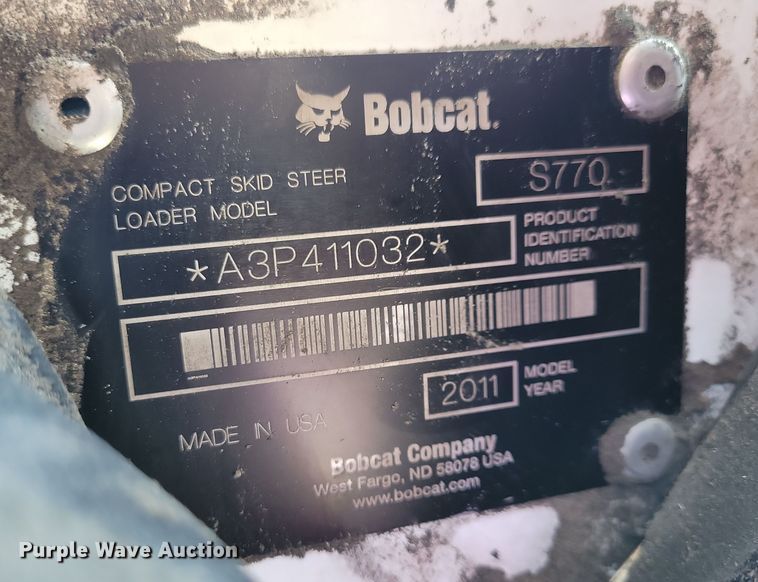 Bobcat.
COMPACT SKID STEER
LOADER MODEL
S770
*A3P411032*
PRODUCT
IDENTIFICATION
NUMBER
2011
MODEL
YEAR
MADE IN USA
Bobcat Company
West Fargo, ND 58078 USA
www.bobcat.com
Purple Wave Auction